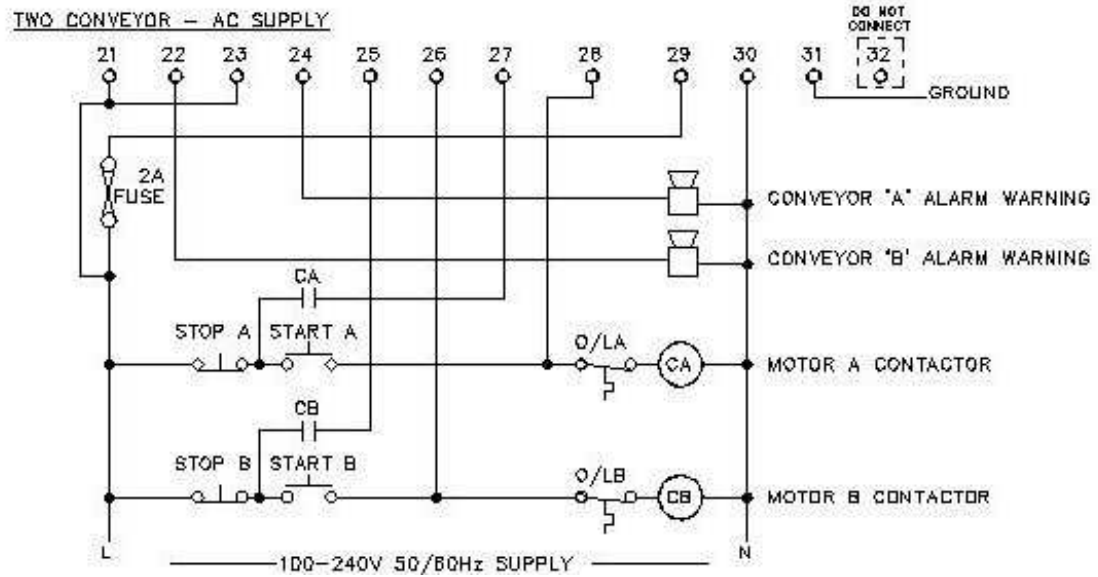 TWO CONVEYOR - AC SUPPLY
DO NOT
CONNECT
21 22 23 24 25 26 27 28 29 30 31 32
GROUND
2A
FUSE
CONVEYOR "A" ALARM WARNING
CONVEYOR "B" ALARM WARNING
CA
STOP A START A O/LA CA MOTOR A CONTACTOR
CB
STOP B START B O/LB CB MOTOR B CONTACTOR
L N
100-240V 50/60Hz SUPPLY